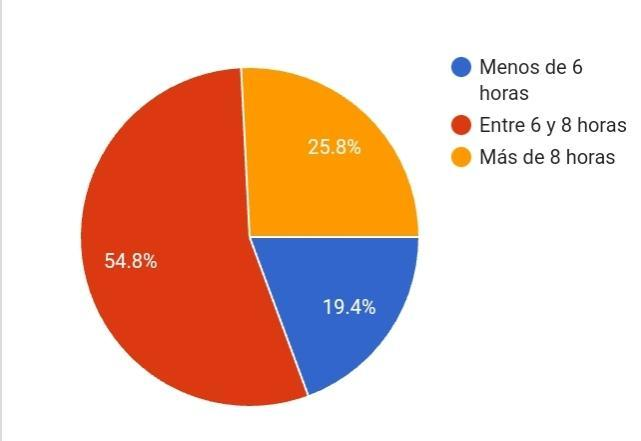 Menos de 6
horas
Entre 6 y 8 horas
Más de 8 horas
25.8%
54.8%
19.4%